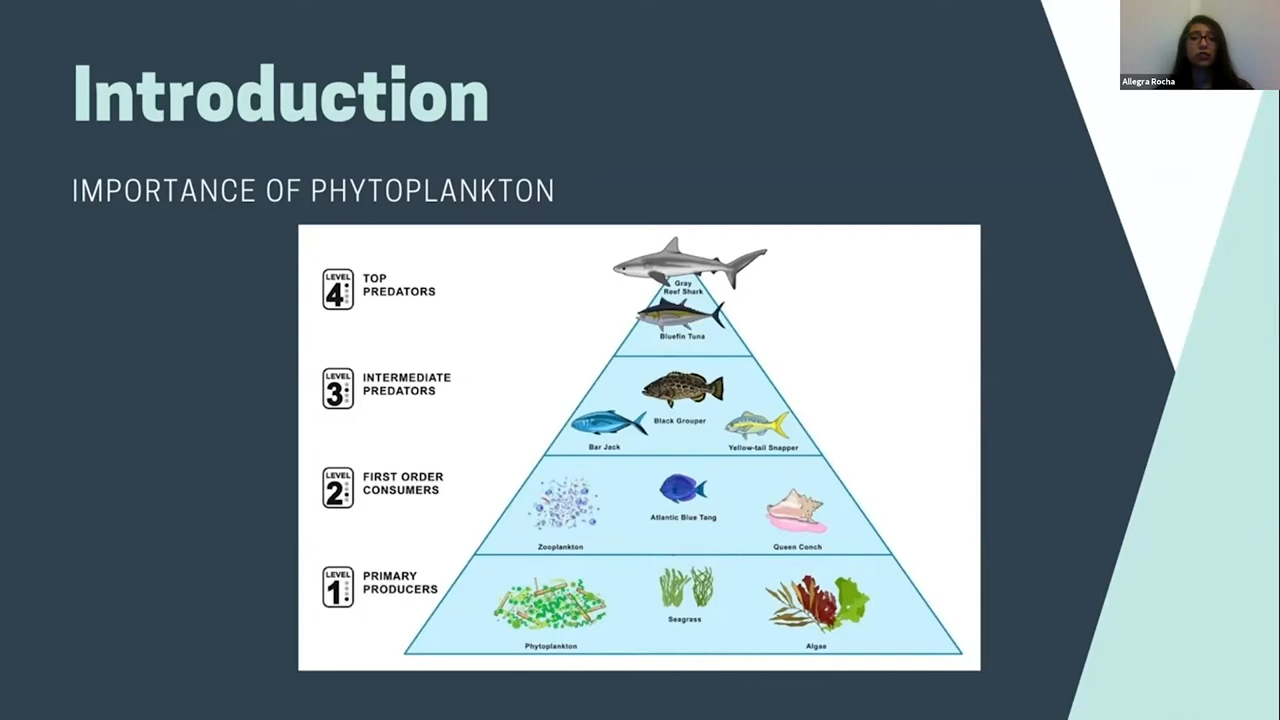 Introduction
Allegra Rocha
IMPORTANCE OF PHYTOPLANKTON
LEVEL
4
TOP
PREDATORS
Gray
Reef Shark
Bluefin Tuna
LEVEL
3
INTERMEDIATE
PREDATORS
Black Grouper
Bar Jack
Yellow-tail Snapper
LEVEL
2
FIRST ORDER
CONSUMERS
Atlantic Blue Tang
Zooplankton
Queen Conch
LEVEL
1
PRIMARY
PRODUCERS
Seagrass
Phytoplankton
Algae